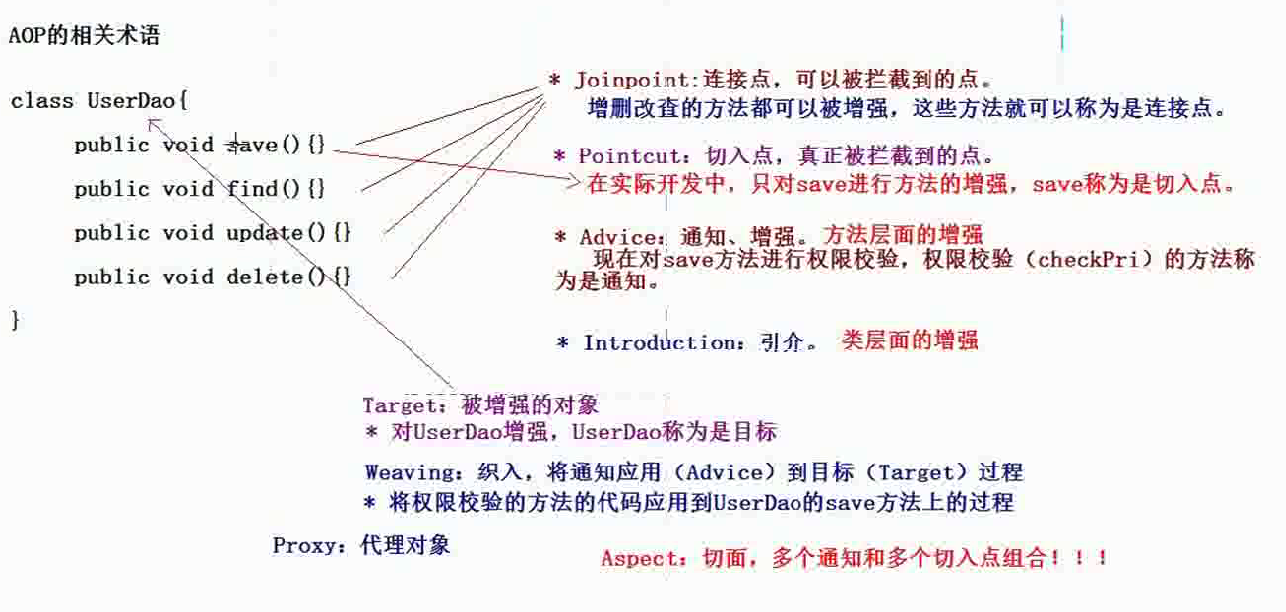 AOP的相关术语
class UserDao{
public void save(){}
public void find(){}
public void update(){}
public void delete(){}
}
* Joinpoint:连接点，可以被拦截到的点。
增删改查的方法都可以被增强，这些方法就可以称为是连接点。
* Pointcut：切入点，真正被拦截到的点。
在实际开发中，只对save进行方法的增强，save称为是切入点。
* Advice：通知、增强。方法层面的增强
现在对save方法进行权限校验，权限校验（checkPri）的方法称
为是通知。
* Introduction：引介。 类层面的增强
Target：被增强的对象
* 对UserDao增强，UserDao称为是目标
Weaving：织入，将通知应用（Advice）到目标（Target）过程
* 将权限校验的方法的代码应用到UserDao的save方法上的过程
Proxy：代理对象
Aspect：切面，多个通知和多个切入点组合！！！